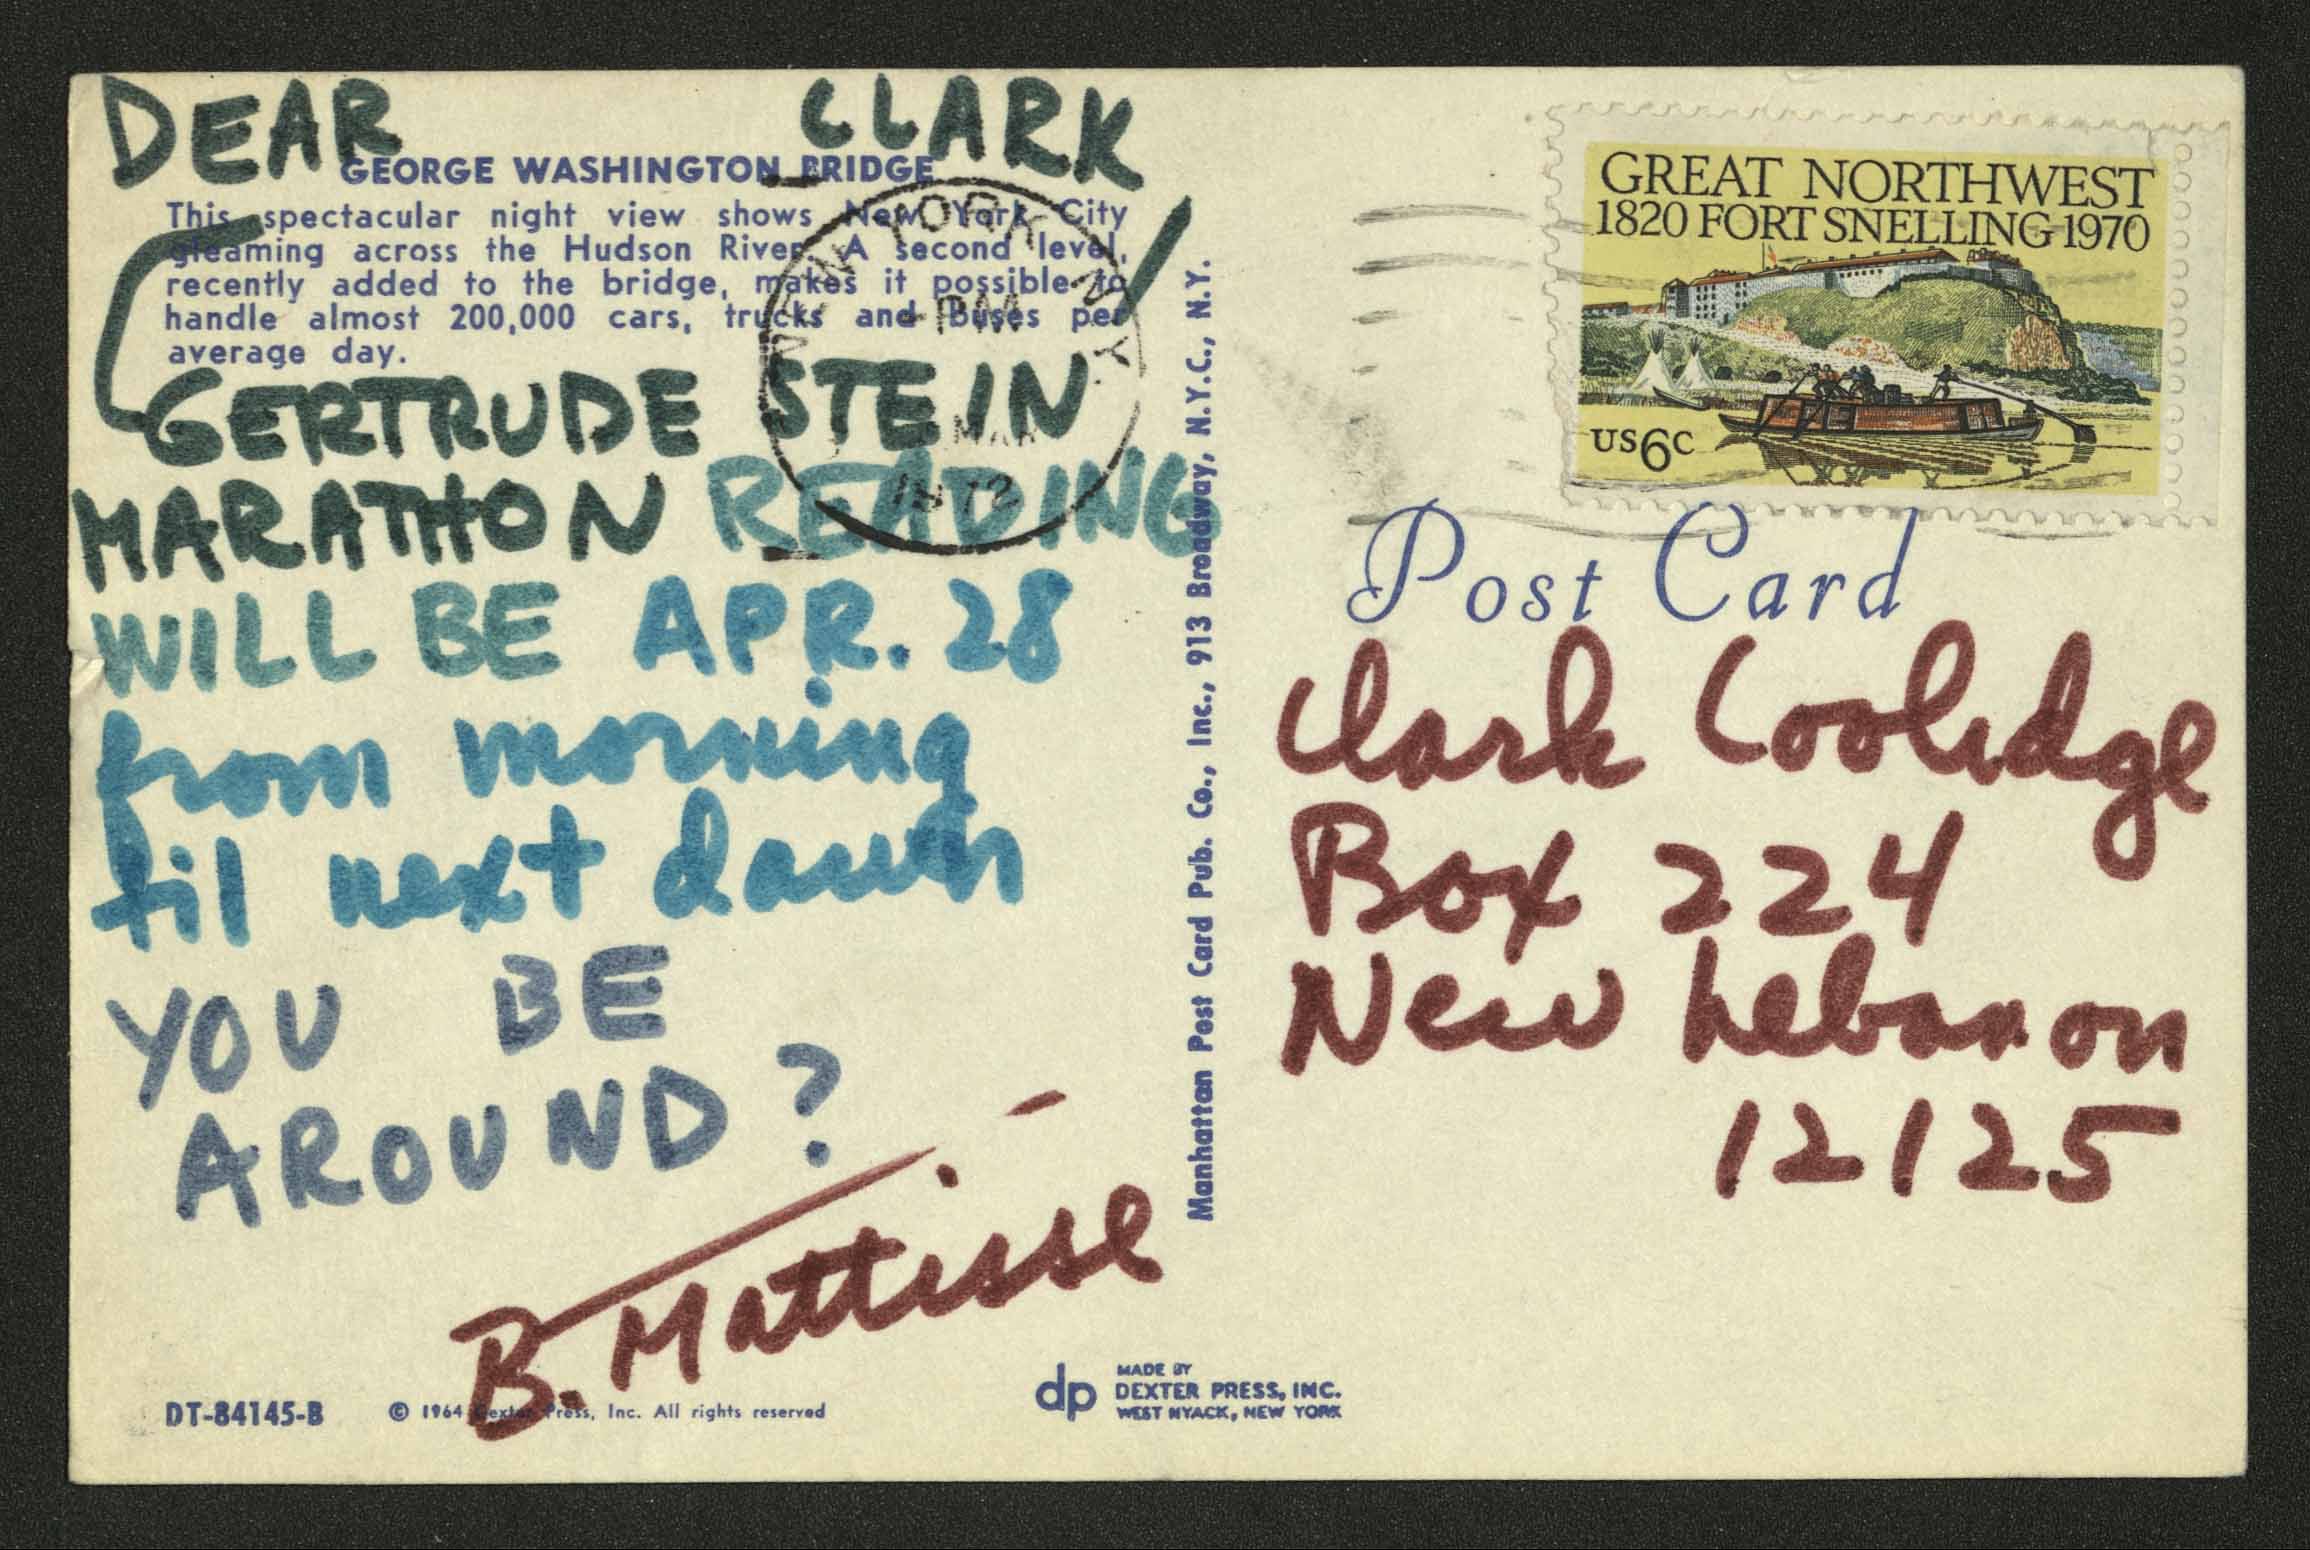 DEAR CLARK
GEORGE WASHINGTON BRIDGE
This spectacular night view shows New York City
gleaming across the Hudson River. A second level,
recently added to the bridge, makes it possible to
handle almost 200,000 cars, trucks and buses per
average day.
GERTRUDE STEIN
MARATHON READING
WILL BE APR. 28
from morning
til next dawn
YOU BE
AROUND?
B. Mattisse
DT-84145-B © 1964 Dexter Press, Inc. All rights reserved
dp MADE BY
DEXTER PRESS, INC.
WEST NYACK, NEW YORK
Manhattan Post Card Pub. Co., Inc., 913 Broadway, N.Y.C., N.Y.
NEW YORK N.Y.
PM
MAR
1972
GREAT NORTHWEST
1820 FORT SNELLING 1970
US 6c
Post Card
Clark Coolidge
Box 224
New Lebanon
12125